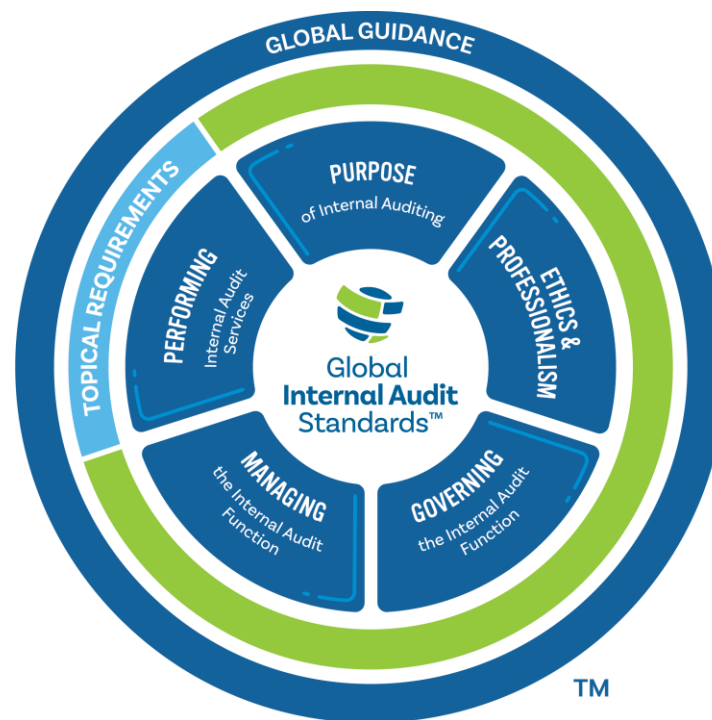 GLOBAL GUIDANCE
TOPICAL REQUIREMENTS
PURPOSE
of Internal Auditing
ETHICS &
PROFESSIONALISM
GOVERNING
the Internal Audit
Function
MANAGING
the Internal Audit
Function
PERFORMING
Internal Audit
Services
Global
Internal Audit
Standards™
TM